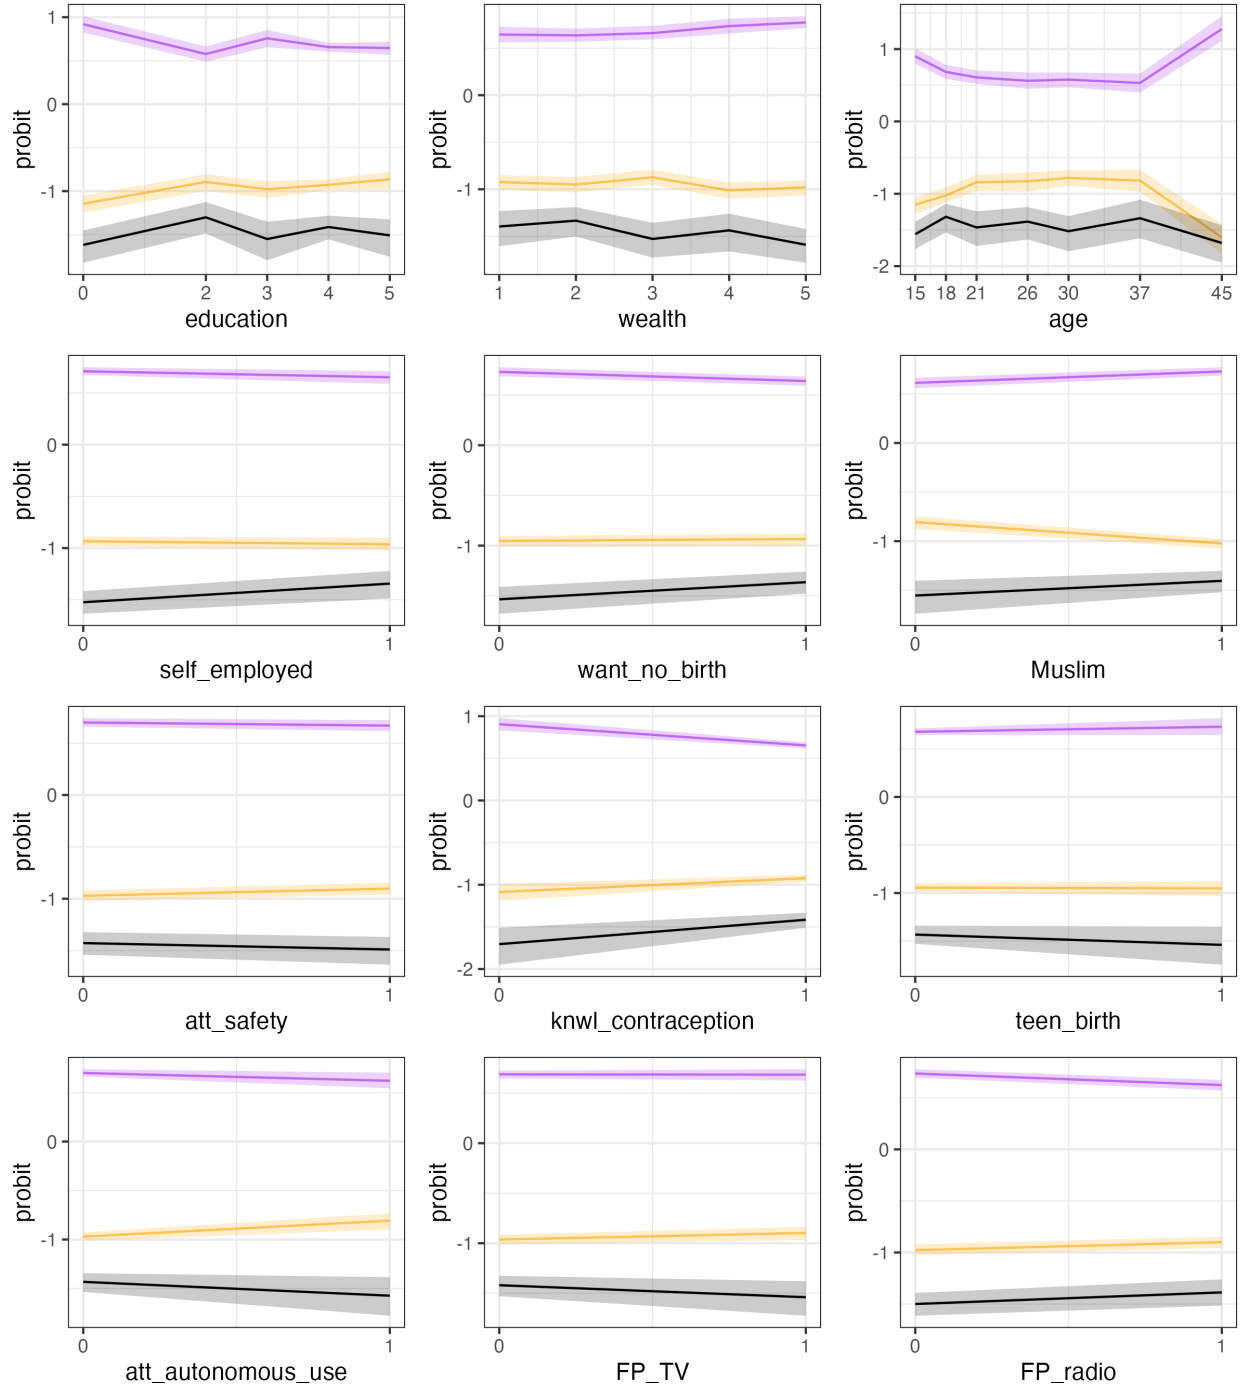 1
0
-1
probit
0 2 3 4 5
education
0
-1
probit
1 2 3 4 5
wealth
1
0
-1
-2
probit
15 18 21 26 30 37 45
age
0
-1
probit
0 1
self_employed
0
-1
probit
0 1
want_no_birth
0
-1
probit
0 1
Muslim
0
-1
probit
0 1
att_safety
1
0
-1
-2
probit
0 1
knwl_contraception
0
-1
probit
0 1
teen_birth
0
-1
probit
0 1
att_autonomous_use
0
-1
probit
0 1
FP_TV
0
-1
probit
0 1
FP_radio